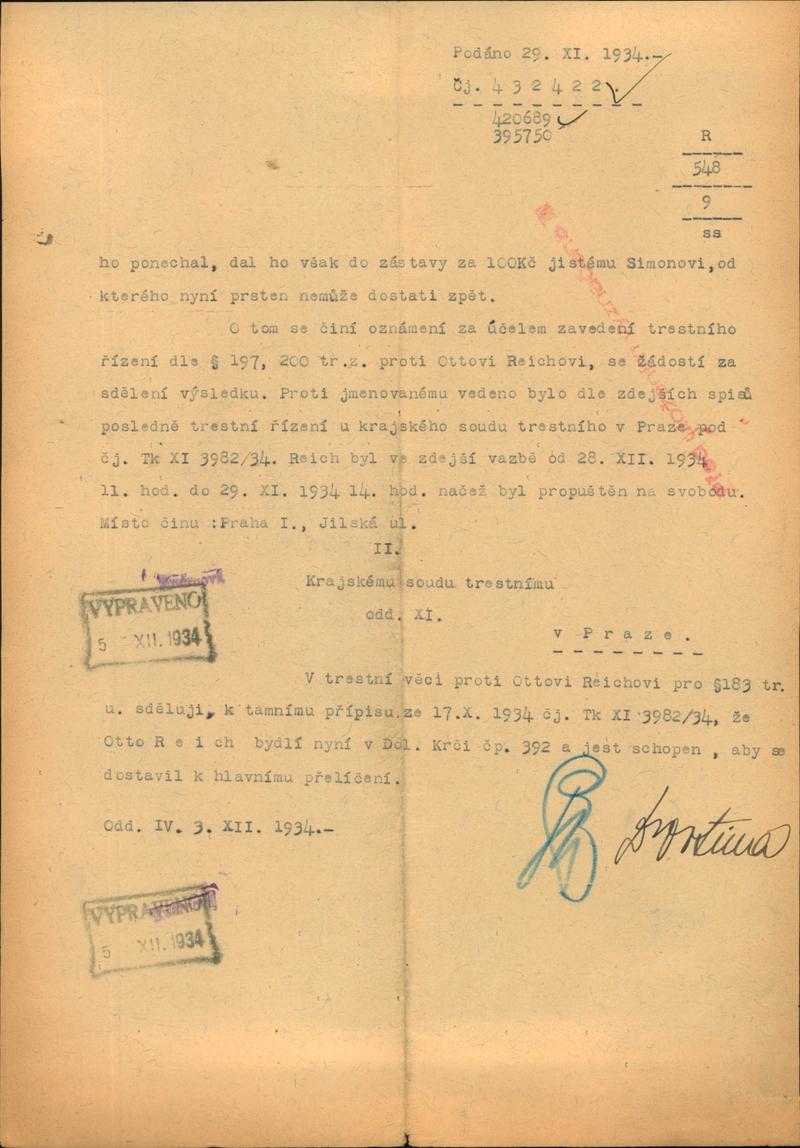 Podáno 29. XI. 1934.-
Čj. 4 3 2 4 2 2 .
420689
395750
R
548
9
ss
ho ponechal, dal ho však do zástavy za 100Kč jistému Simonovi,od
kterého nyní prsten nemůže dostati zpět.
O tom se činí oznámení za účelem zavedení trestního
řízení dle § 197, 200 tr.z. proti Ottovi Reichovi, se žádostí za
sdělení výsledku. Proti jmenovanému vedeno bylo dle zdejších spisů
posledně trestní řízení u krajského soudu trestního v Praze pod
čj. Tk XI 3982/34. Reich byl ve zdejší vazbě od 28. XII. 1934
11. hod. do 29. XI. 1934 14. hod. načež byl propuštěn na svobodu.
Místo činu :Praha I., Jilská ul.
II.
Krajskému soudu trestnímu
odd. XI.
VYPRAVENO
5 XII. 1934
v P r a z e .
V trestní věci proti Ottovi Reichovi pro §183 tr.
u. sděluji, k tamnímu přípisu ze 17.X. 1934 čj. Tk XI 3982/34, že
Otto R e i c h bydlí nyní v Dol. Krči čp. 392 a jest schopen , aby se
dostavil k hlavnímu přelíčení.
Odd. IV. 3. XII. 1934.-
VYPRAVENO
5 XII. 1934